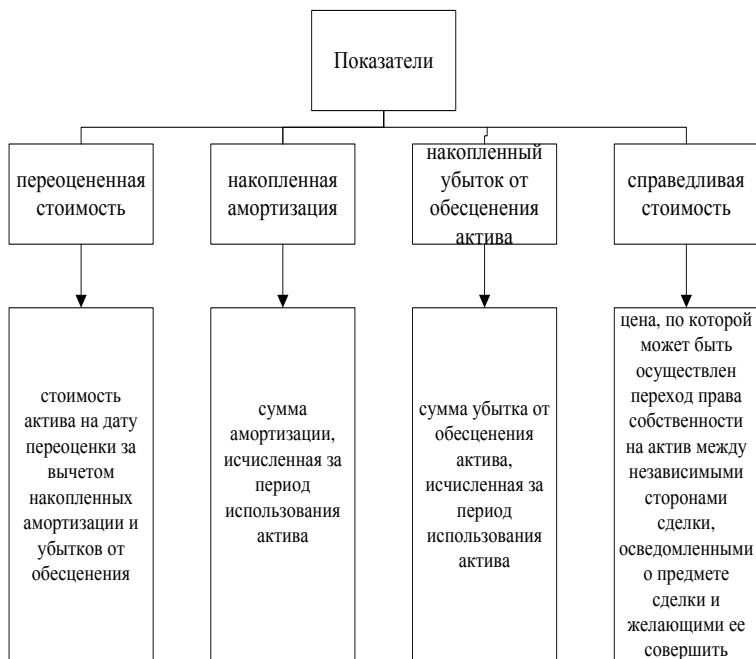 Показатели
переоцененная
стоимость
накопленная
амортизация
накопленный
убыток от
обесценения
актива
справедливая
стоимость
стоимость
актива на дату
переоценки за
вычетом
накопленных
амортизации и
убытков от
обесценения
сумма
амортизации,
исчисленная за
период
использования
актива
сумма убытка от
обесценения
актива,
исчисленная за
период
использования
актива
цена, по которой
может быть
осуществлен
переход права
собственности
на актив между
независимыми
сторонами
сделки,
осведомленными
о предмете
сделки и
желающими ее
совершить